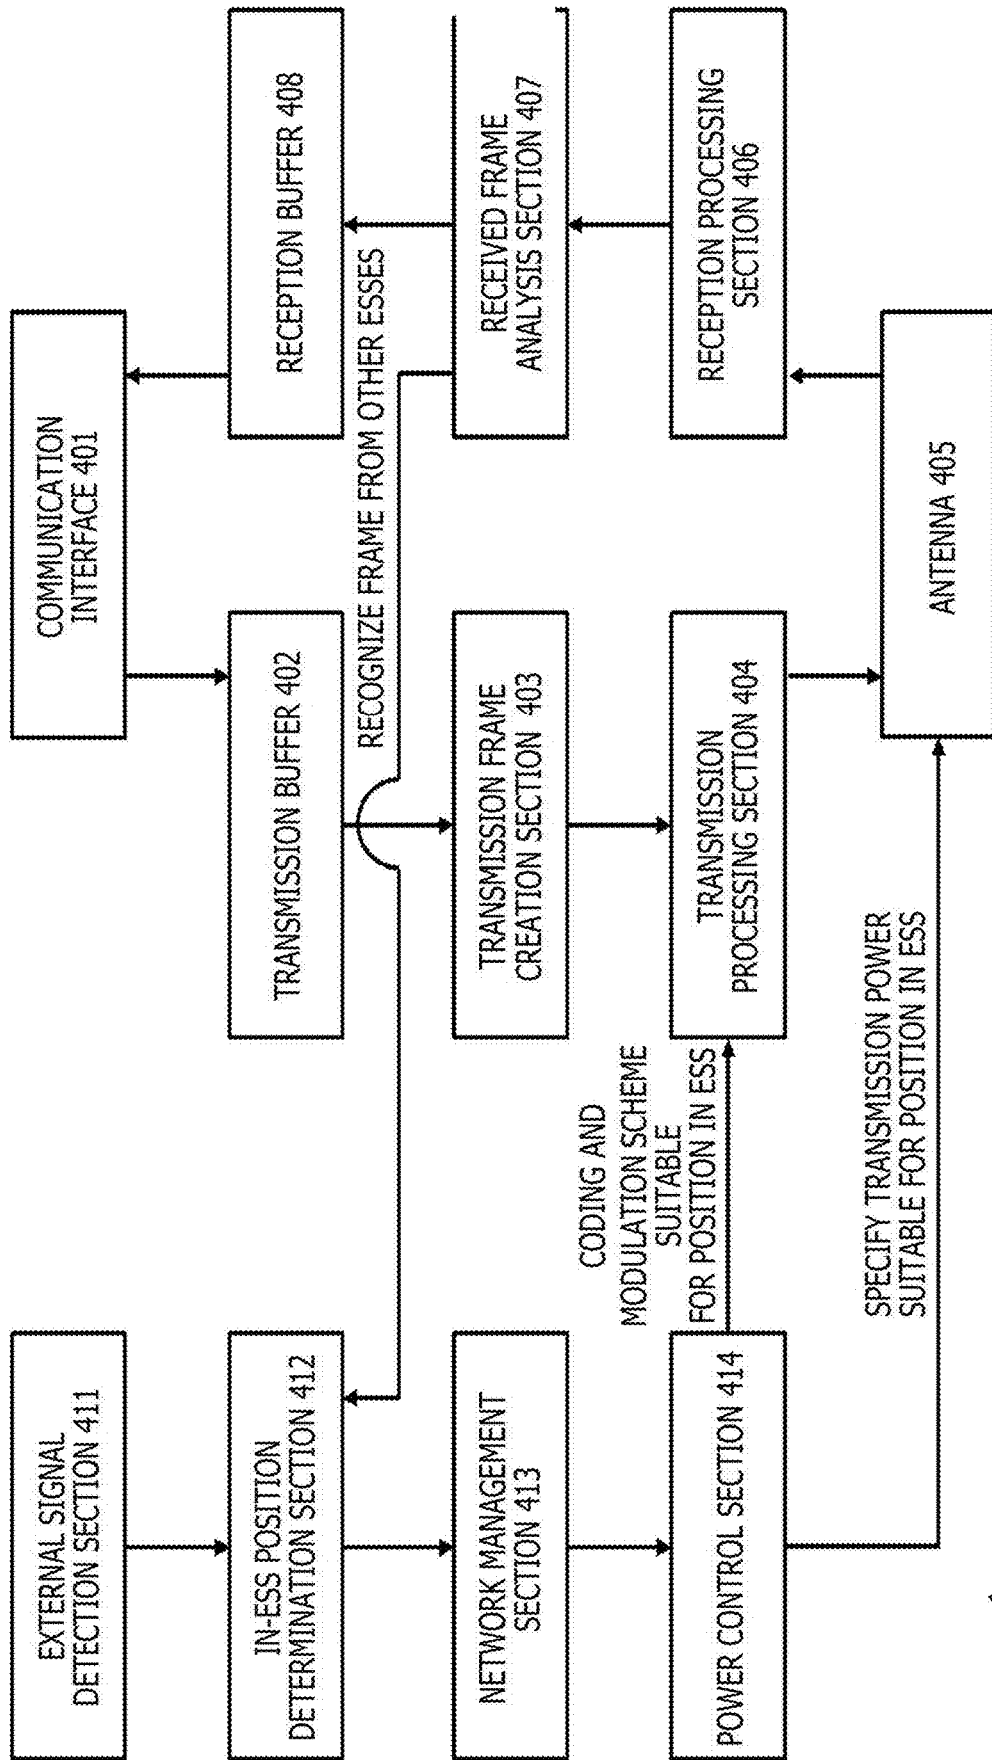 EXTERNAL SIGNAL
DETECTION SECTION 411
IN-ESS POSITION
DETERMINATION SECTION 412
NETWORK MANAGEMENT
SECTION 413
POWER CONTROL SECTION 414
CODING AND
MODULATION SCHEME
SUITABLE
FOR POSITION IN ESS
SPECIFY TRANSMISSION POWER
SUITABLE FOR POSITION IN ESS
COMMUNICATION
INTERFACE 401
TRANSMISSION BUFFER 402
TRANSMISSION FRAME
CREATION SECTION 403
TRANSMISSION
PROCESSING SECTION 404
ANTENNA 405
RECOGNIZE FRAME FROM OTHER ESSES
RECEPTION BUFFER 408
RECEIVED FRAME
ANALYSIS SECTION 407
RECEPTION PROCESSING
SECTION 406